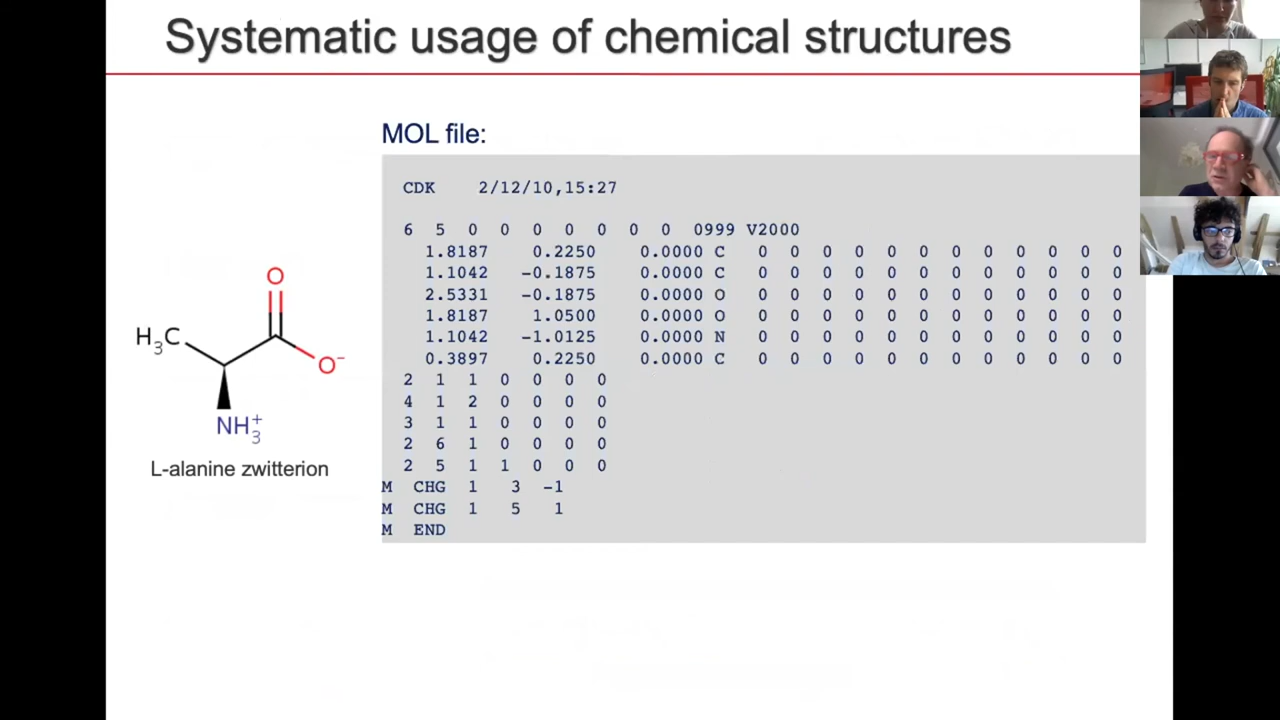 Systematic usage of chemical structures
MOL file:
CDK 2/12/10,15:27
6 5 0 0 0 0 0 0 0 0999 V2000
1.8187 0.2250 0.0000 C 0 0 0 0 0 0 0 0 0 0 0 0
1.1042 -0.1875 0.0000 C 0 0 0 0 0 0 0 0 0 0 0 0
2.5331 -0.1875 0.0000 O 0 0 0 0 0 0 0 0 0 0 0 0
1.8187 1.0500 0.0000 O 0 0 0 0 0 0 0 0 0 0 0 0
1.1042 -1.0125 0.0000 N 0 0 0 0 0 0 0 0 0 0 0 0
0.3897 0.2250 0.0000 C 0 0 0 0 0 0 0 0 0 0 0 0
2 1 1 0 0 0 0
4 1 2 0 0 0 0
3 1 1 0 0 0 0
2 6 1 0 0 0 0
2 5 1 1 0 0 0
M CHG 1 3 -1
M CHG 1 5 1
M END
O
H₃C
O⁻
NH₃⁺
L-alanine zwitterion